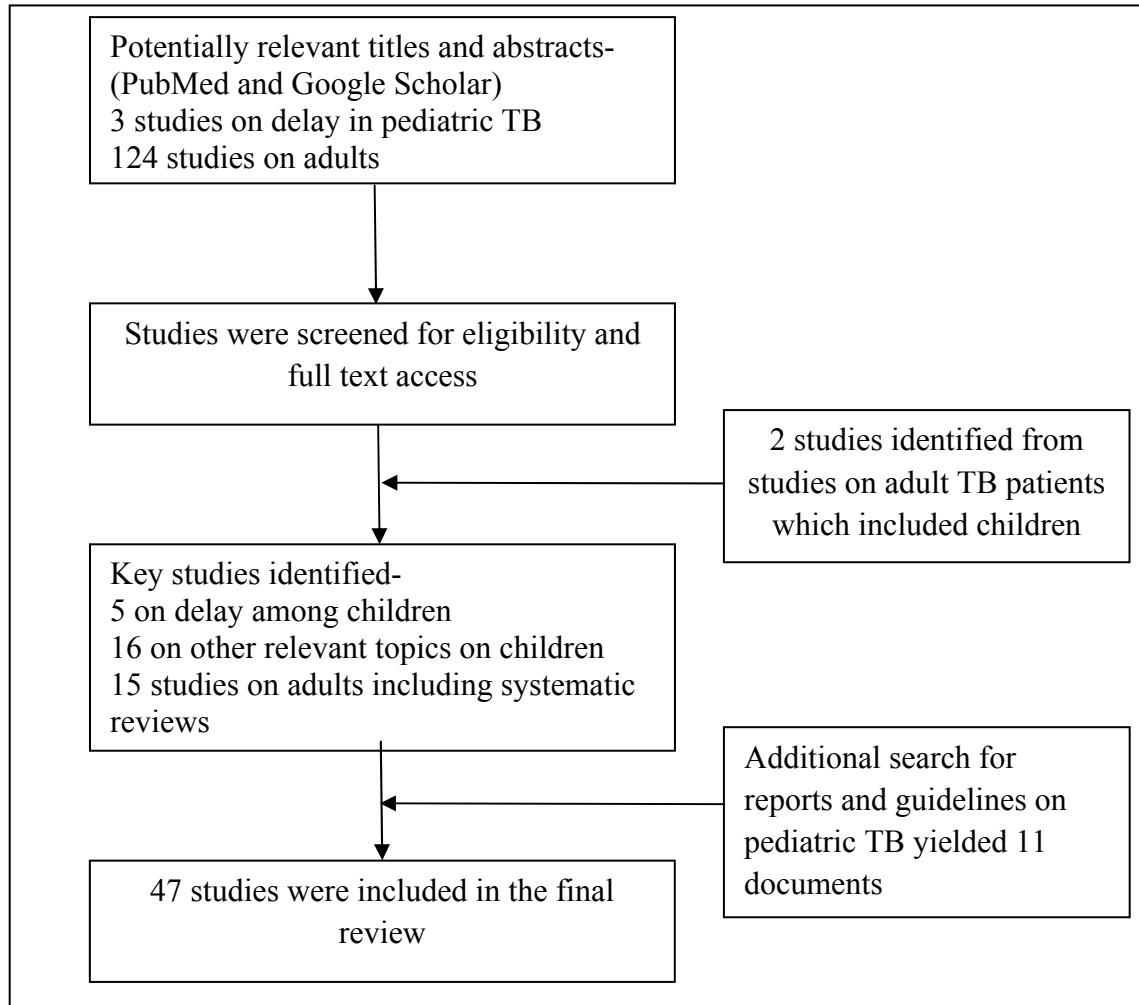 Potentially relevant titles and abstracts-
(PubMed and Google Scholar)
3 studies on delay in pediatric TB
124 studies on adults
Studies were screened for eligibility and
full text access
2 studies identified from
studies on adult TB patients
which included children
Key studies identified-
5 on delay among children
16 on other relevant topics on children
15 studies on adults including systematic
reviews
Additional search for
reports and guidelines on
pediatric TB yielded 11
documents
47 studies were included in the final
review